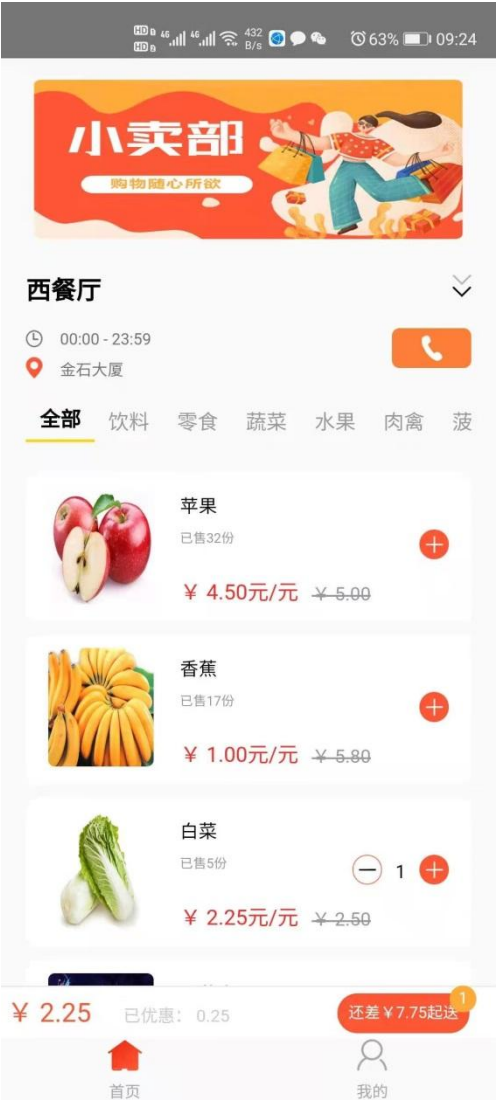 HD B 4G 4G 432 B/s 63% 09:24
HD 2
小卖部
购物随心所欲
西餐厅
00:00 - 23:59
金石大厦
全部 饮料 零食 蔬菜 水果 肉禽 菠
苹果
已售32份
¥ 4.50元/元 ¥ 5.00
香蕉
已售17份
¥ 1.00元/元 ¥ 5.80
白菜
已售5份
1
¥ 2.25元/元 ¥ 2.50
¥ 2.25 已优惠: 0.25 还差¥7.75起送 1
首页 我的